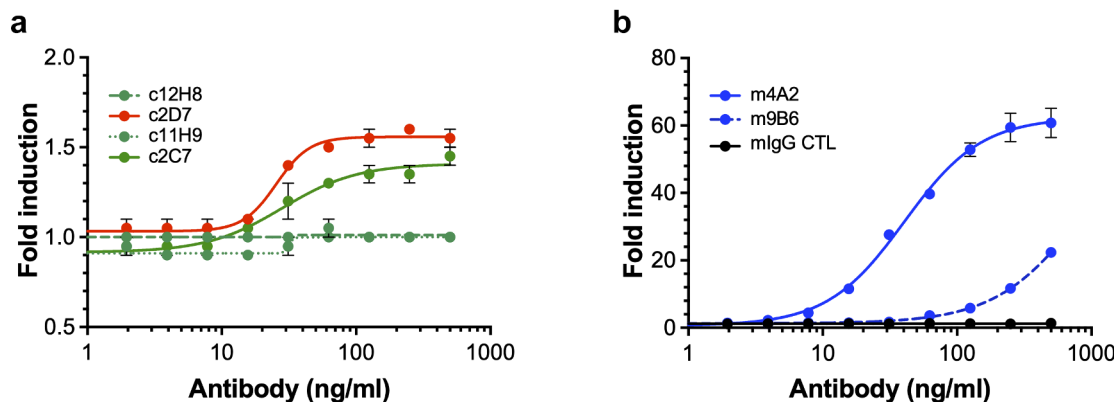 a
2.0
1.5
1.0
0.5
Fold induction
c12H8
c2D7
c11H9
c2C7
1
10
100
1000
Antibody (ng/ml)
b
80
60
40
20
0
Fold induction
m4A2
m9B6
mIgG CTL
1
10
100
1000
Antibody (ng/ml)